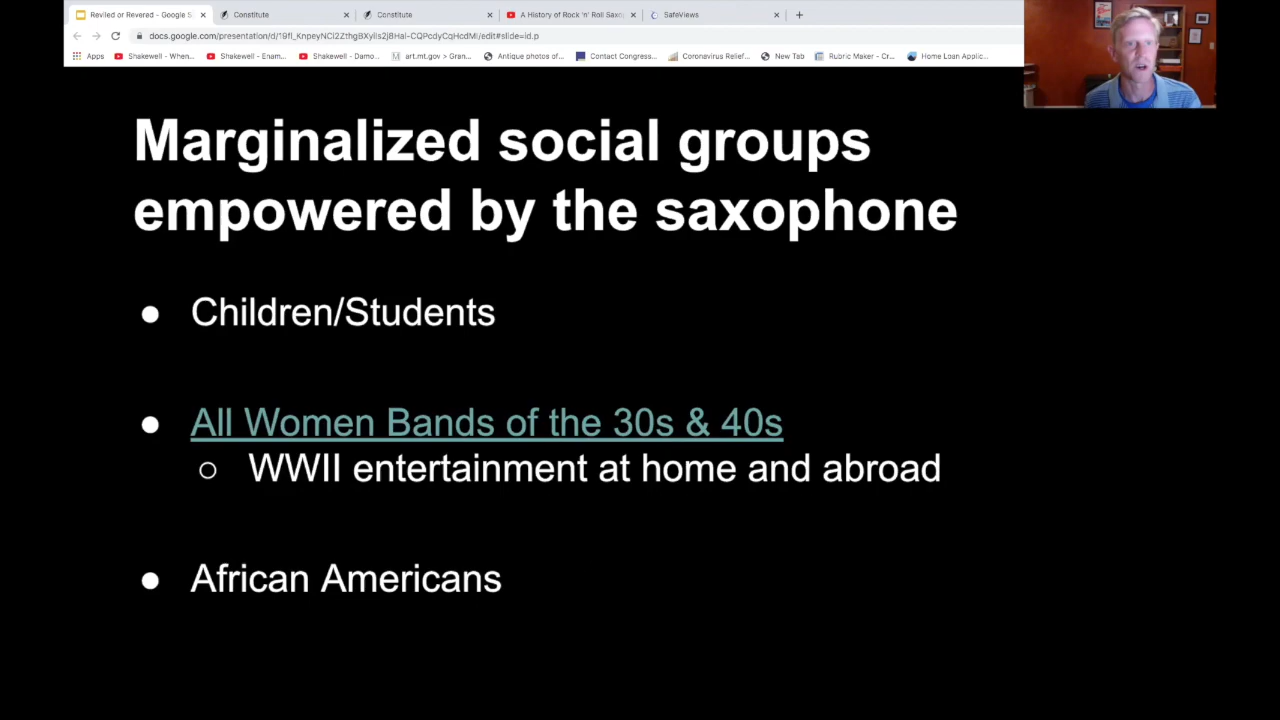 Reviled or Revered - Google S
Constitute
Constitute
A History of Rock 'n' Roll Saxo
SafeViews
docs.google.com/presentation/d/19fI_KnpeyNCi2ZthgBXyiIs2j8HaI-CQPcdyCqHcdMI/edit#slide=id.p
Apps
Shakewell - When...
Shakewell - Enam...
Shakewell - Damo...
art.mt.gov > Gran...
Antique photos of...
Contact Congress...
Coronavirus Relief...
New Tab
Rubric Maker - Cr...
Home Loan Applic...
Marginalized social groups
empowered by the saxophone
● Children/Students
● All Women Bands of the 30s & 40s
○ WWII entertainment at home and abroad
● African Americans